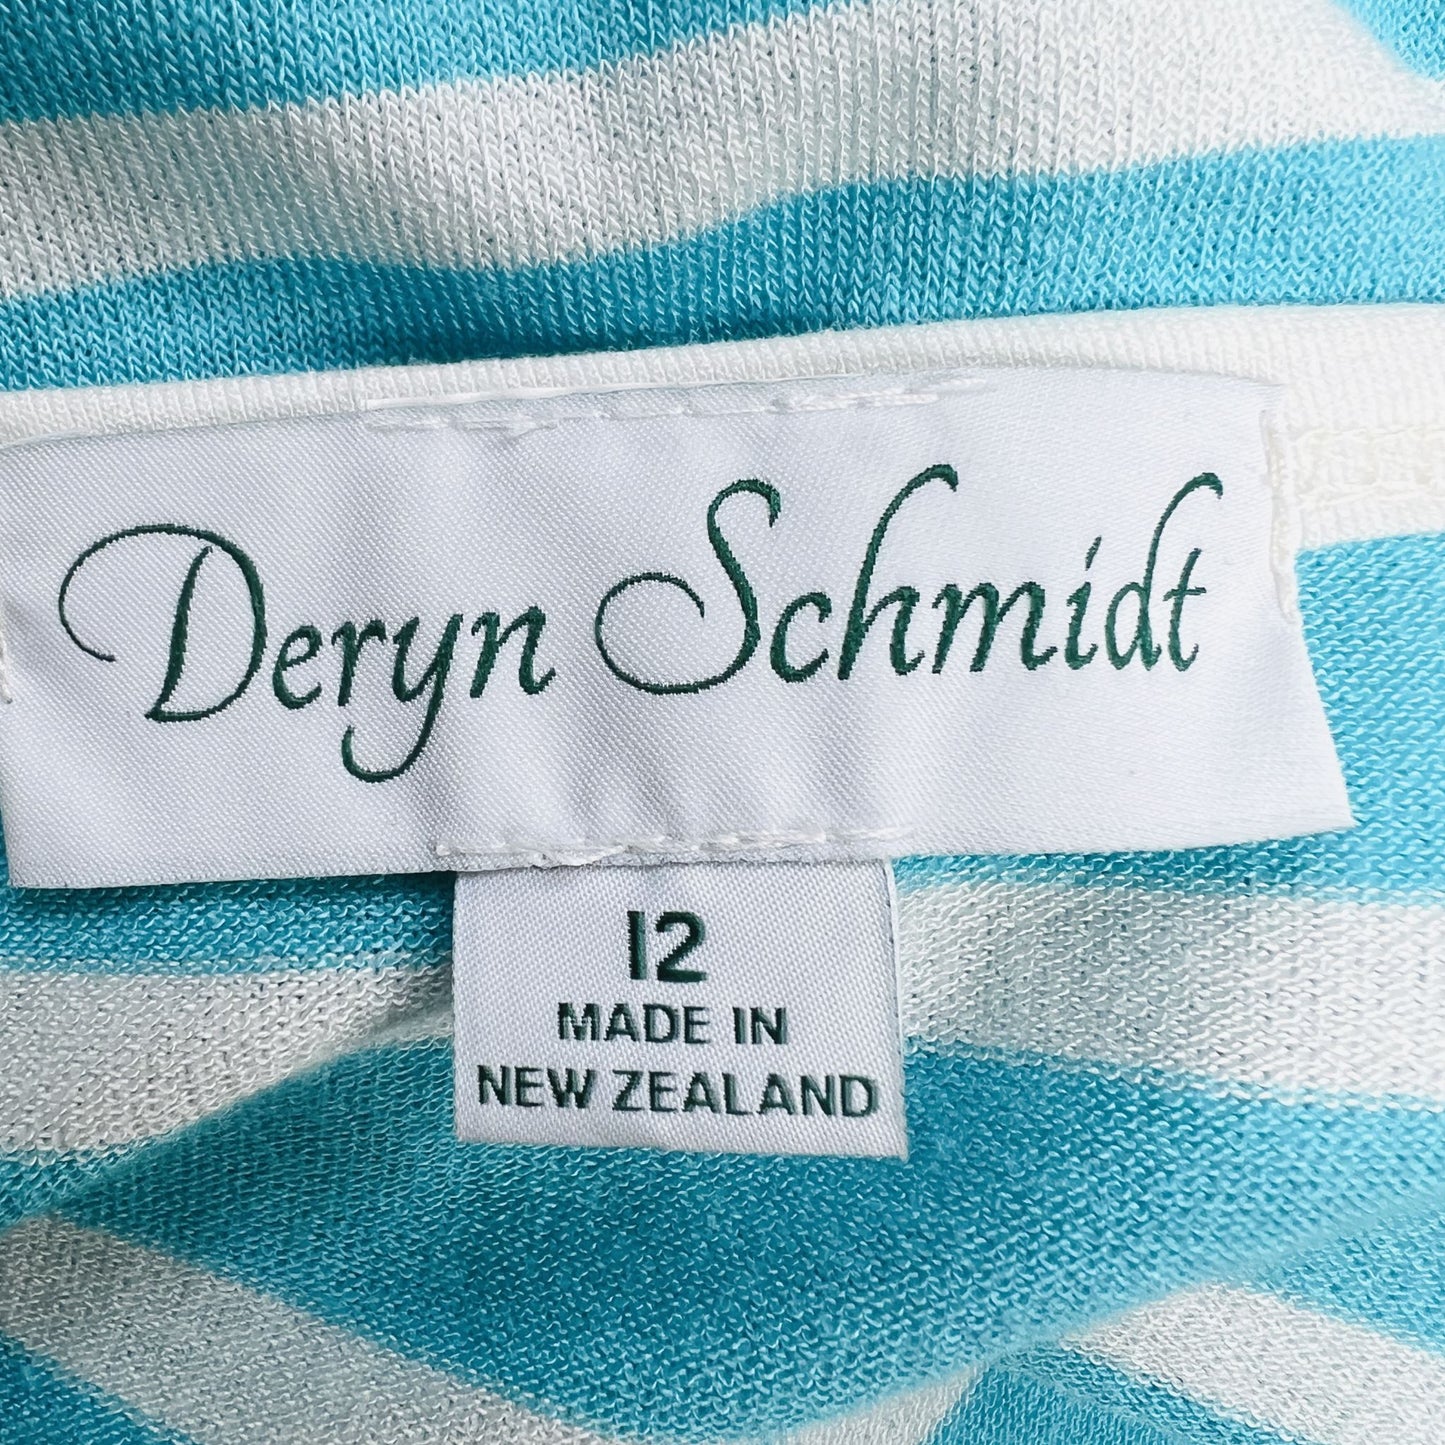 Deryn Schmidt
12
MADE IN
NEW ZEALAND